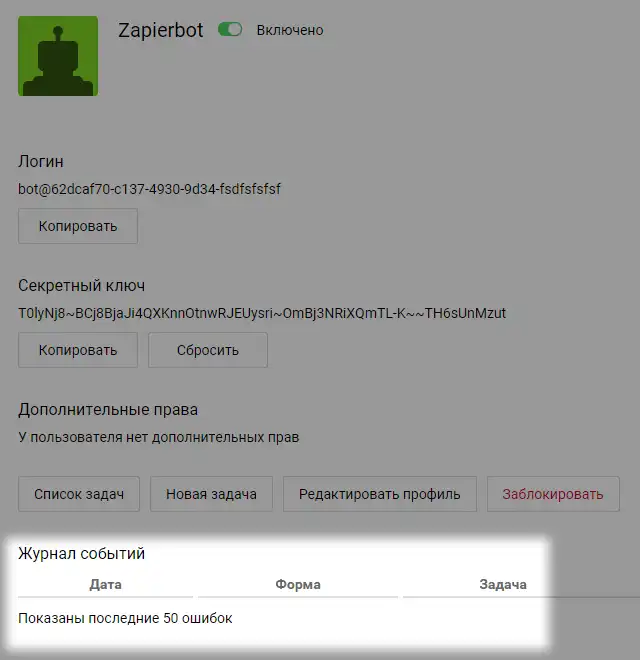 Zapierbot Включено
Логин
bot@62dcaf70-c137-4930-9d34-fsdfsfsfsf
Копировать
Секретный ключ
T0lyNj8~BCj8BjaJi4QXKnnOtnwRJEUysri~OmBj3NRiXQmTL-K~~TH6sUnMzut
Копировать Сбросить
Дополнительные права
У пользователя нет дополнительных прав
Список задач Новая задача Редактировать профиль Заблокировать
Журнал событий
Дата Форма Задача
Показаны последние 50 ошибок